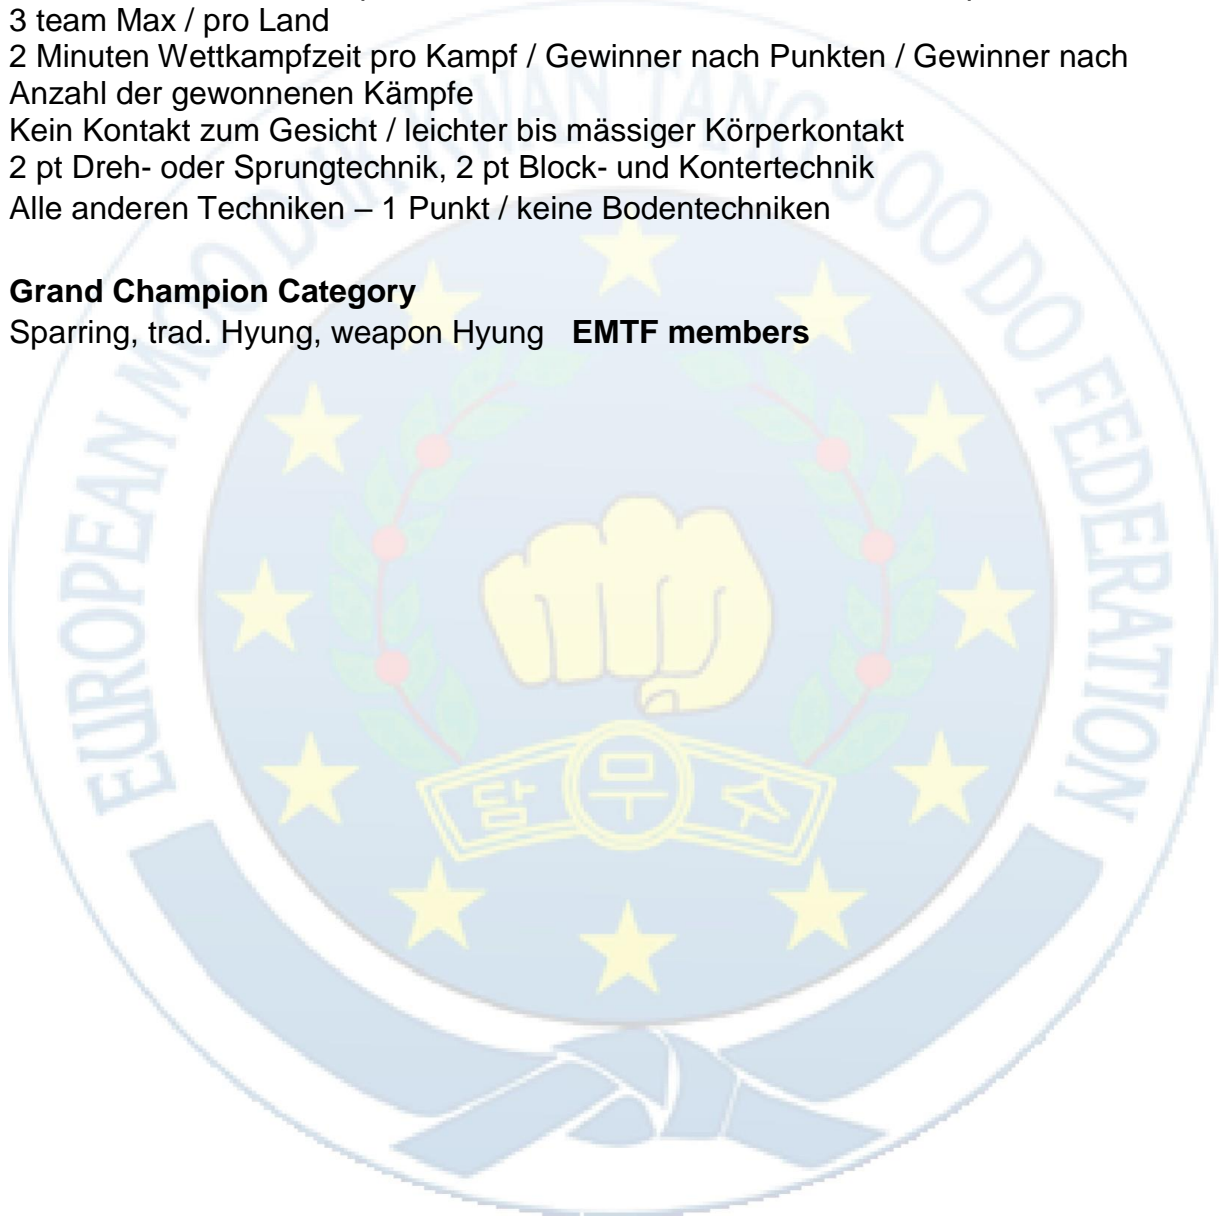 3 team Max / pro Land
2 Minuten Wettkampfzeit pro Kampf / Gewinner nach Punkten / Gewinner nach
Anzahl der gewonnenen Kämpfe
Kein Kontakt zum Gesicht / leichter bis mässiger Körperkontakt
2 pt Dreh- oder Sprungtechnik, 2 pt Block- und Kontertechnik
Alle anderen Techniken – 1 Punkt / keine Bodentechniken
Grand Champion Category
Sparring, trad. Hyung, weapon Hyung EMTF members
EUROPEAN MOO DUK KWAN TANG SOO DO FEDERATION
담 무 수